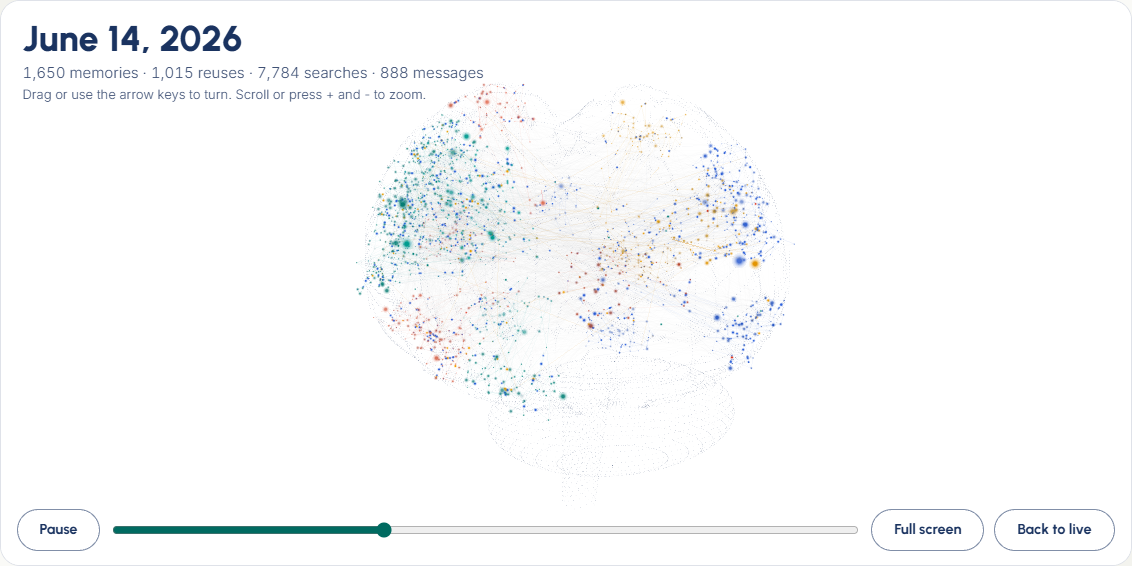 June 14, 2026
1,650 memories · 1,015 reuses · 7,784 searches · 888 messages
Drag or use the arrow keys to turn. Scroll or press + and - to zoom.
Pause
Full screen
Back to live